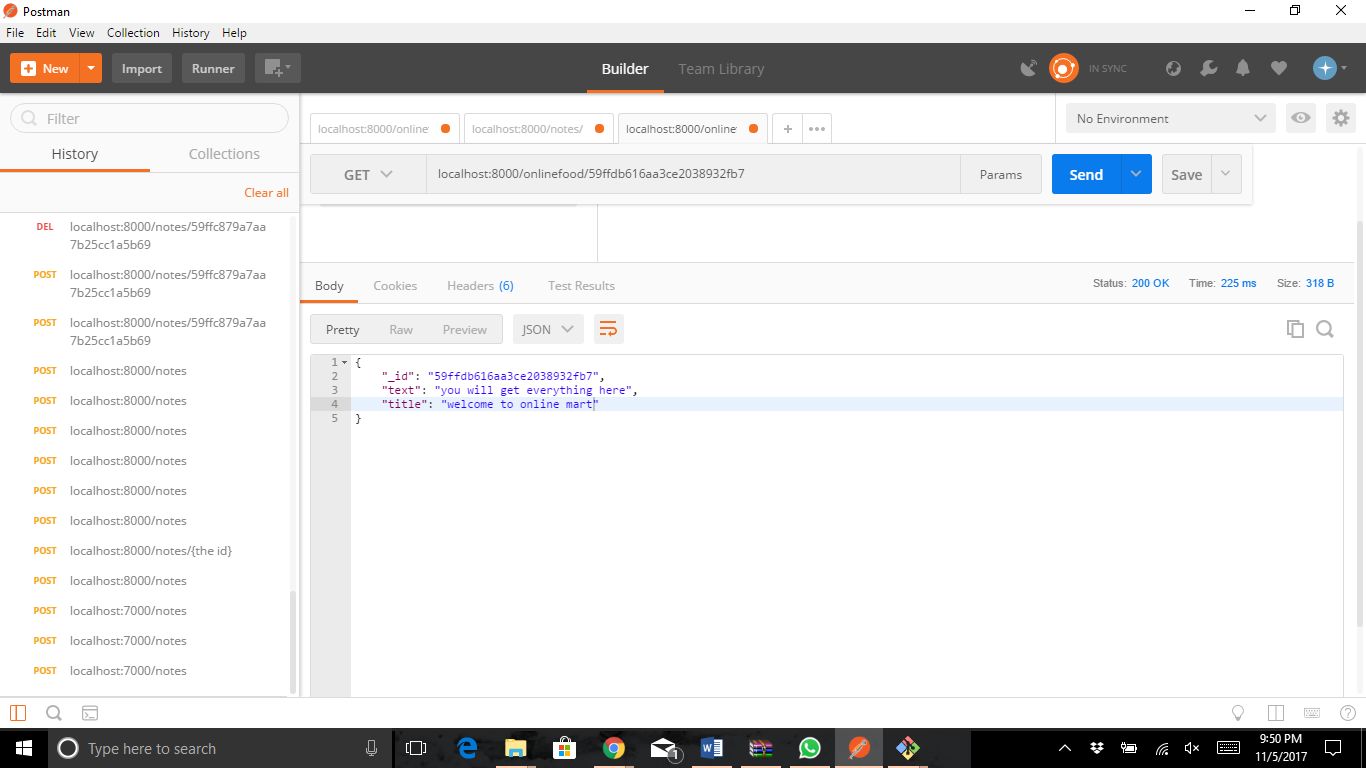 Postman
File Edit View Collection History Help
New Import Runner Builder Team Library IN SYNC
Filter
History Collections
Clear all
DEL localhost:8000/notes/59ffc879a7aa
7b25cc1a5b69
POST localhost:8000/notes/59ffc879a7aa
7b25cc1a5b69
POST localhost:8000/notes/59ffc879a7aa
7b25cc1a5b69
POST localhost:8000/notes
POST localhost:8000/notes
POST localhost:8000/notes
POST localhost:8000/notes
POST localhost:8000/notes
POST localhost:8000/notes
POST localhost:8000/notes/{the id}
POST localhost:8000/notes
POST localhost:7000/notes
POST localhost:7000/notes
POST localhost:7000/notes
localhost:8000/online localhost:8000/notes/ localhost:8000/online + ••• No Environment
GET localhost:8000/onlinefood/59ffdb616aa3ce2038932fb7 Params Send Save
Body Cookies Headers (6) Test Results Status: 200 OK Time: 225 ms Size: 318 B
Pretty Raw Preview JSON
1 {
2 "_id": "59ffdb616aa3ce2038932fb7",
3 "text": "you will get everything here",
4 "title": "welcome to online mart"
5 }
Type here to search 1 9:50 PM
11/5/2017